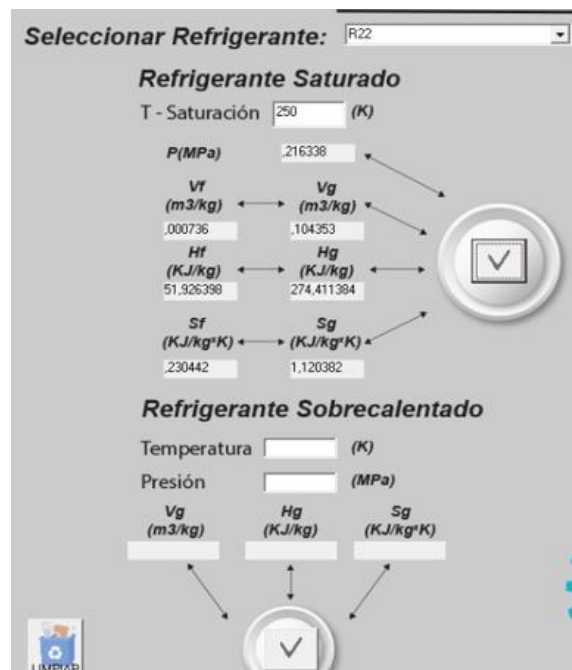 Seleccionar Refrigerante: R22
Refrigerante Saturado
T - Saturación 250 (K)
P(MPa) ,216338
Vf Vg
(m3/kg) (m3/kg)
,000736 ,104353
Hf Hg
(KJ/kg) (KJ/kg)
51,926398 274,411384
Sf Sg
(KJ/kg*K) (KJ/kg*K)
,230442 1,120382
Refrigerante Sobrecalentado
Temperatura (K)
Presión (MPa)
Vg Hg Sg
(m3/kg) (KJ/kg) (KJ/kg*K)
LIMPIAR